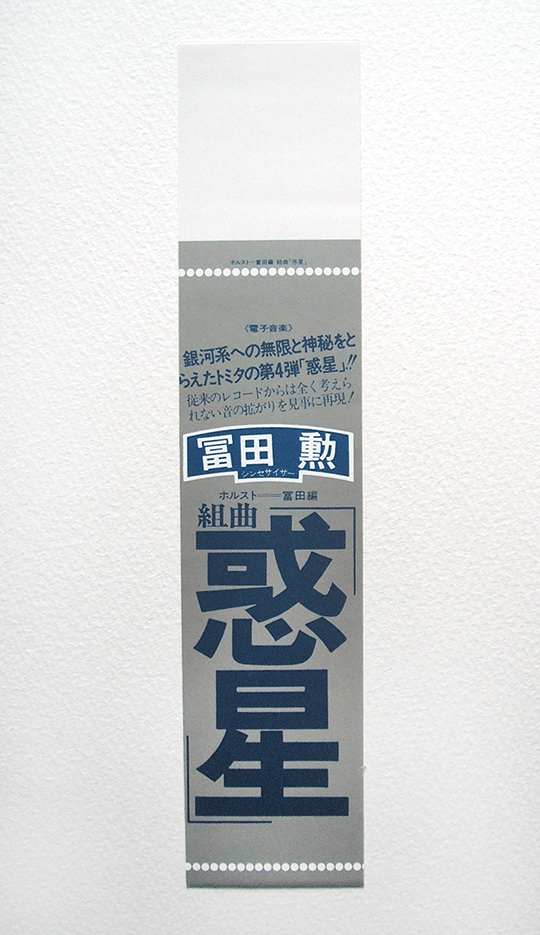 ホルスト=冨田編 組曲「惑星」
《電子音楽》
銀河系への無限と神秘をと
らえたトミタの第4弾「惑星」!!
従来のレコードからは全く考えら
れない音の拡がりを見事に再現!
冨田 勲
シンセサイザー
ホルスト=冨田編
組曲
「惑星」